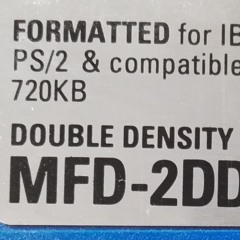 FORMATTED for IB
PS/2 & compatible
720KB
DOUBLE DENSITY
MFD-2DD